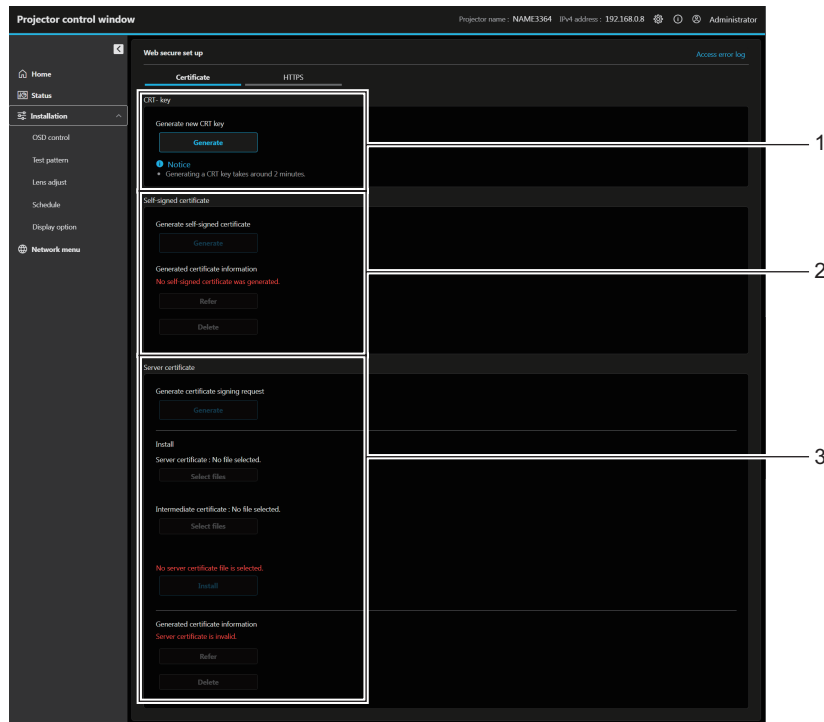 Projector control window
Projector name : NAME3364 IPv4 address : 192.168.0.8 Administrator
Web secure set up
Access error log
Home
Status
Installation
OSD control
Test pattern
Lens adjust
Schedule
Display option
Network menu
Certificate HTTPS
CRT- key
Generate new CRT key
Generate
Notice
• Generating a CRT key takes around 2 minutes.
1
Self-signed certificate
Generate self-signed certificate
Generate
Generated certificate information
No self-signed certificate was generated.
Refer
Delete
2
Server certificate
Generate certificate signing request
Generate
Install
Server certificate : No file selected.
Select files
Intermediate certificate : No file selected.
Select files
No server certificate file is selected.
Install
Generated certificate information
Server certificate is invalid.
Refer
Delete
3